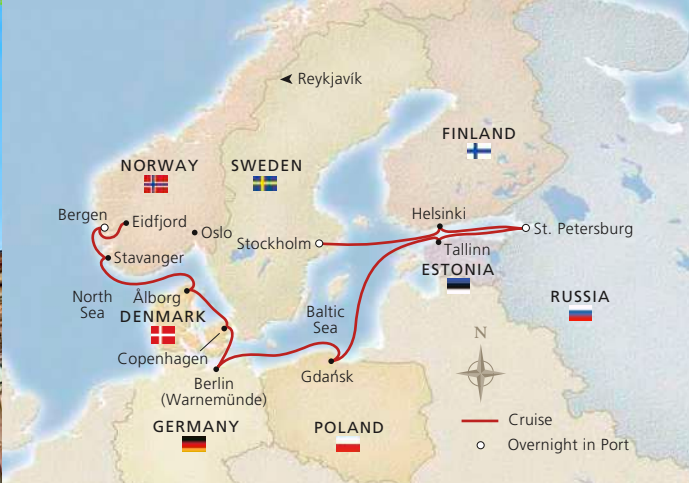 Reykjavík
FINLAND
NORWAY
SWEDEN
Bergen
Eidfjord
Oslo
Helsinki
St. Petersburg
Stockholm
Tallinn
Stavanger
ESTONIA
North
Sea
Ålborg
DENMARK
Baltic
Sea
RUSSIA
Copenhagen
N
Berlin
(Warnemünde)
Gdańsk
GERMANY
POLAND
Cruise
Overnight in Port